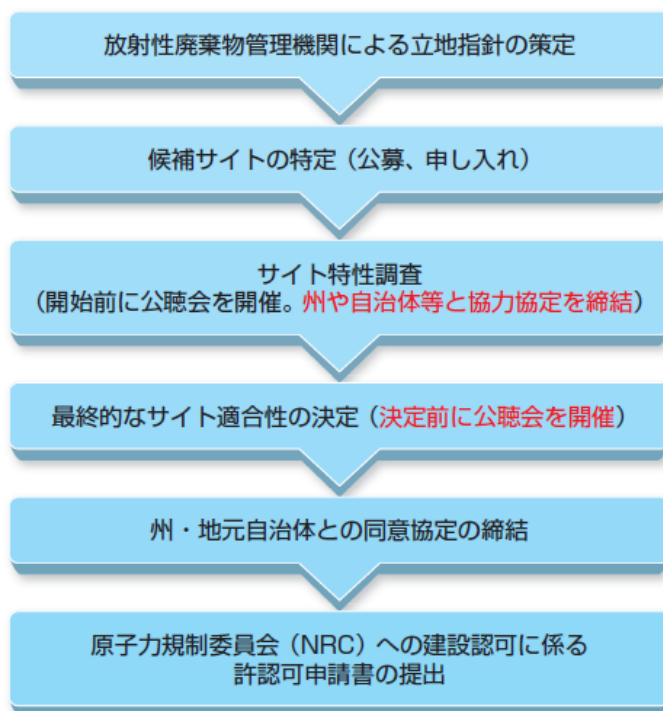 放射性廃棄物管理機関による立地指針の策定
候補サイトの特定（公募、申し入れ）
サイト特性調査
（開始前に公聴会を開催。州や自治体等と協力協定を締結）
最終的なサイト適合性の決定（決定前に公聴会を開催）
州・地元自治体との同意協定の締結
原子力規制委員会（NRC）への建設認可に係る
許認可申請書の提出